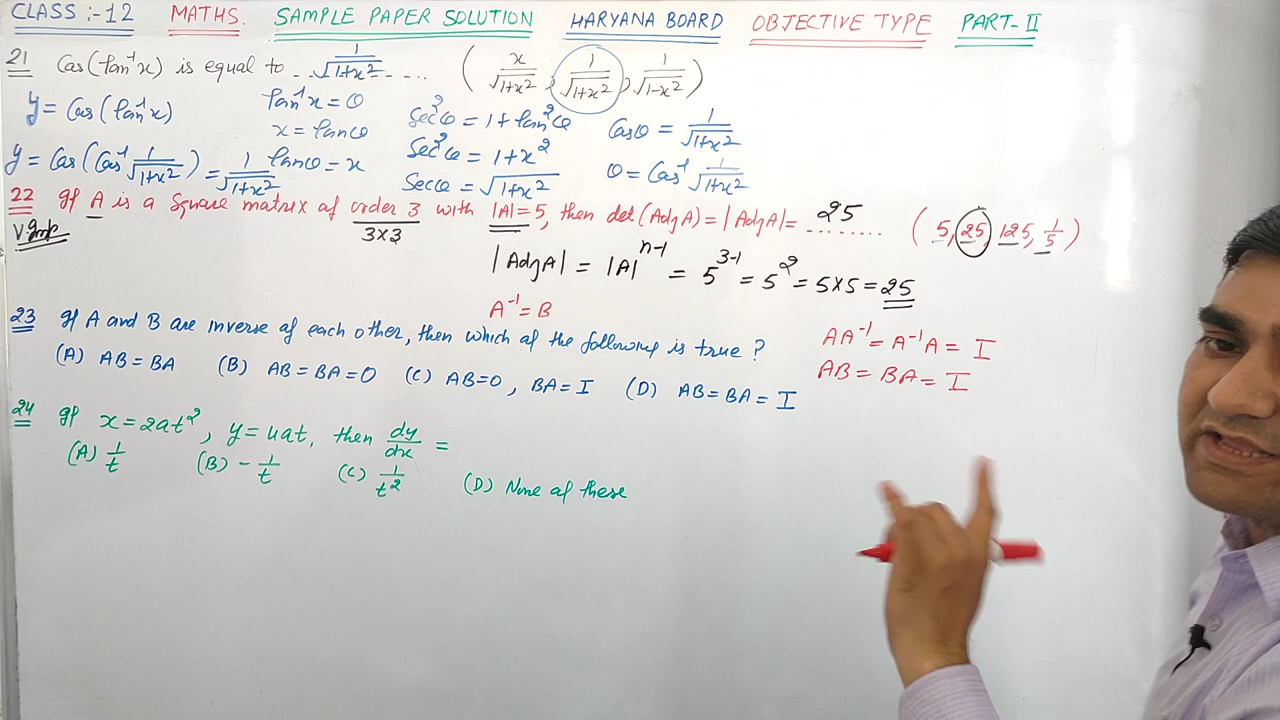 CLASS :- 12 MATHS. SAMPLE PAPER SOLUTION HARYANA BOARD OBJECTIVE TYPE PART-II
21 Cos(tan⁻¹x) is equal to ... 1/√(1+x²) .... ( x/√(1+x²), 1/√(1+x²), 1/√(1-x²) )
y = Cos(tan⁻¹x)
y = Cos(Cos⁻¹ 1/√(1+x²)) = 1/√(1+x²)
tan⁻¹x = θ
x = tanθ
tanθ = x
Sec²θ = 1 + tan²θ
Sec²θ = 1+x²
Secθ = √(1+x²)
Cosθ = 1/√(1+x²)
θ = Cos⁻¹ 1/√(1+x²)
22 If A is a Square matrix of order 3 with |A|=5, then det(AdjA) = |AdjA| = 25 ........ ( 5, 25, 125, 1/5 )
V.Imp
3×3
|AdjA| = |A|ⁿ⁻¹ = 5³⁻¹ = 5² = 5×5 = 25
A⁻¹ = B
23 If A and B are inverse of each other, then which of the following is true ?
(A) AB = BA (B) AB = BA = O (C) AB=O, BA = I (D) AB = BA = I
AA⁻¹ = A⁻¹A = I
AB = BA = I
24 If x = 2at², y = 4at, then dy/dx =
(A) 1/t (B) - 1/t (C) 1/t² (D) None of these